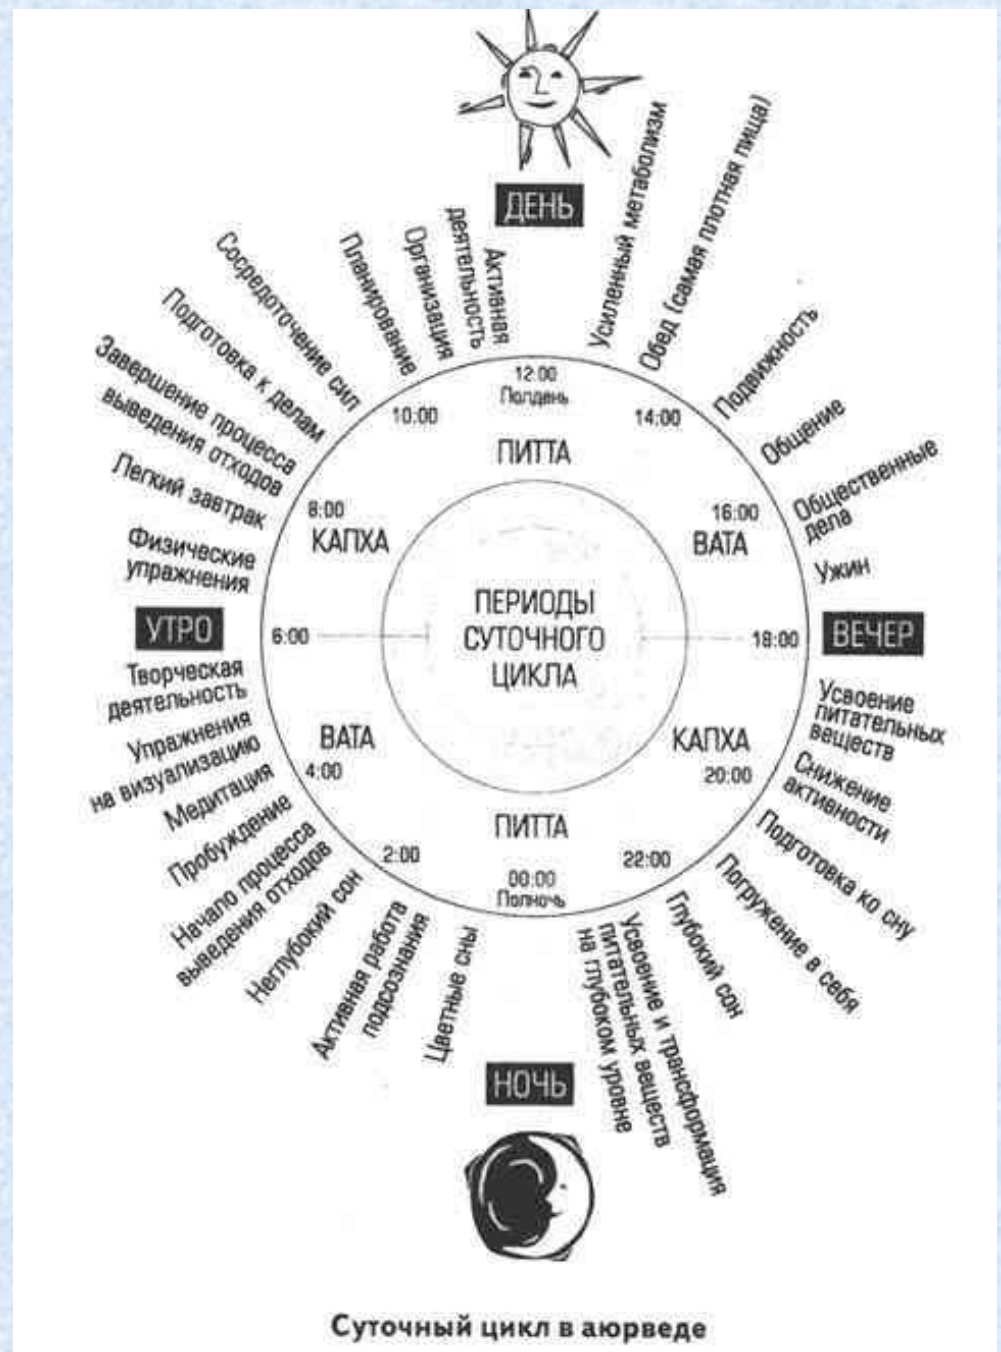 ДЕНЬ
Сосредоточение сил
Подготовка к делам
Завершение процесса
выведения отходов
Легкий завтрак
Физические
упражнения
Планирование
Организация
Активная
деятельность
Усиленный метаболизм
Обед (самая плотная пища)
Подвижность
Общение
Общественные
дела
Ужин
12:00
Полдень
10:00
14:00
ПИТТА
8:00
КАПХА
16:00
ВАТА
УТРО
6:00
ПЕРИОДЫ
СУТОЧНОГО
ЦИКЛА
18:00
ВЕЧЕР
ВАТА
4:00
КАПХА
20:00
ПИТТА
2:00
22:00
00:00
Полночь
Творческая
деятельность
Упражнения
на визуализацию
Медитация
Пробуждение
Начало процесса
выведения отходов
Неглубокий сон
Активная работа
подсознания
Цветные сны
Усвоение и трансформация
питательных веществ
на глубоком уровне
Глубокий сон
Погружение в себя
Подготовка ко сну
Снижение
активности
Усвоение
питательных
веществ
НОЧЬ
Суточный цикл в аюрведе